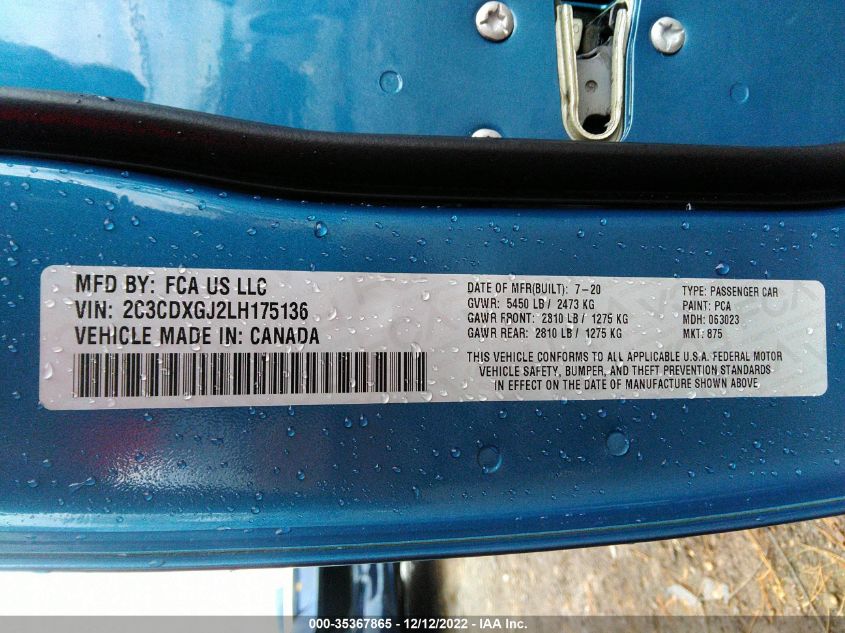 MFD BY: FCA US LLC
VIN: 2C3CDXGJ2LH175136
VEHICLE MADE IN: CANADA
DATE OF MFR(BUILT): 7-20
GVWR: 5450 LB / 2473 KG
GAWR FRONT: 2810 LB / 1275 KG
GAWR REAR: 2810 LB / 1275 KG
TYPE: PASSENGER CAR
PAINT: PCA
MDH: 063023
MKT: 875
THIS VEHICLE CONFORMS TO ALL APPLICABLE U.S.A. FEDERAL MOTOR
VEHICLE SAFETY, BUMPER, AND THEFT PREVENTION STANDARDS
IN EFFECT ON THE DATE OF MANUFACTURE SHOWN ABOVE
000-35367865 - 12/12/2022 - IAA Inc.